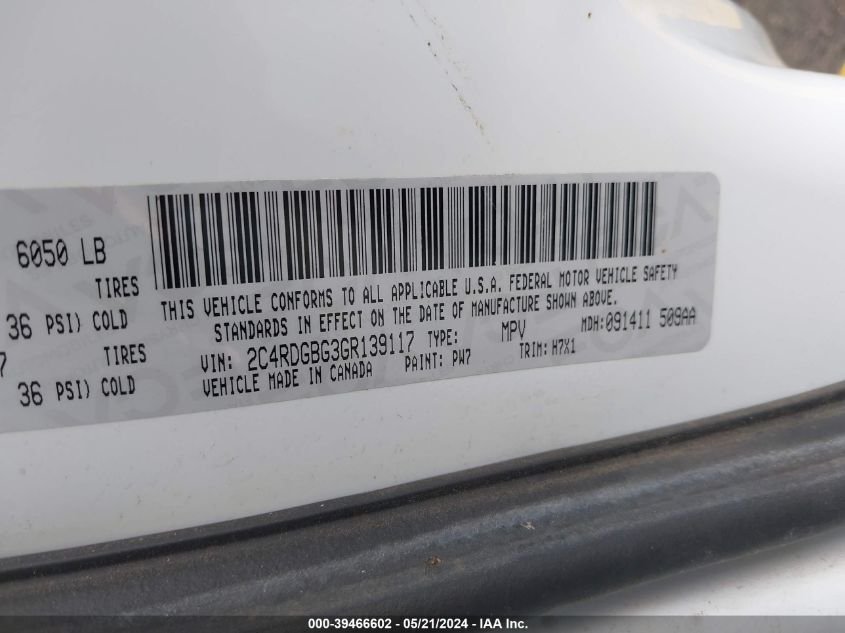 6050 LB
TIRES
36 PSI) COLD
7
TIRES
36 PSI) COLD
THIS VEHICLE CONFORMS TO ALL APPLICABLE U.S.A. FEDERAL MOTOR VEHICLE SAFETY
STANDARDS IN EFFECT ON THE DATE OF MANUFACTURE SHOWN ABOVE.
VIN: 2C4RDGBG3GR139117 TYPE: MPV MDH: 091411 509AA
VEHICLE MADE IN CANADA PAINT: PW7 TRIM: H7X1
000-39466602 - 05/21/2024 - IAA Inc.